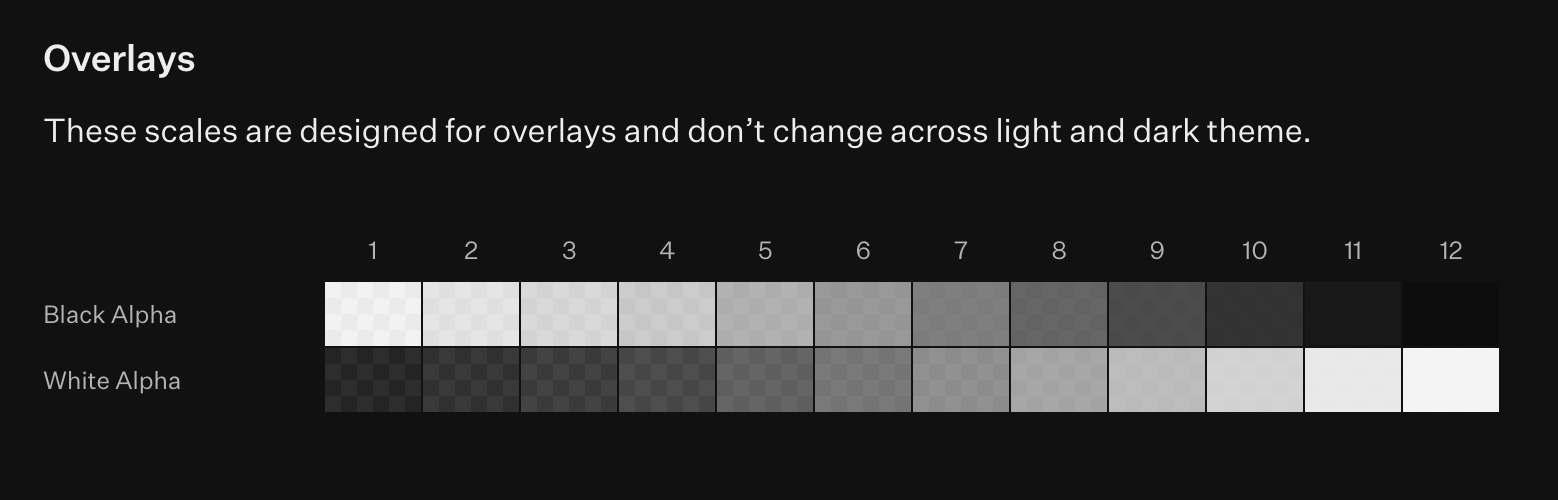 Overlays
These scales are designed for overlays and don’t change across light and dark theme.
1 2 3 4 5 6 7 8 9 10 11 12
Black Alpha
White Alpha